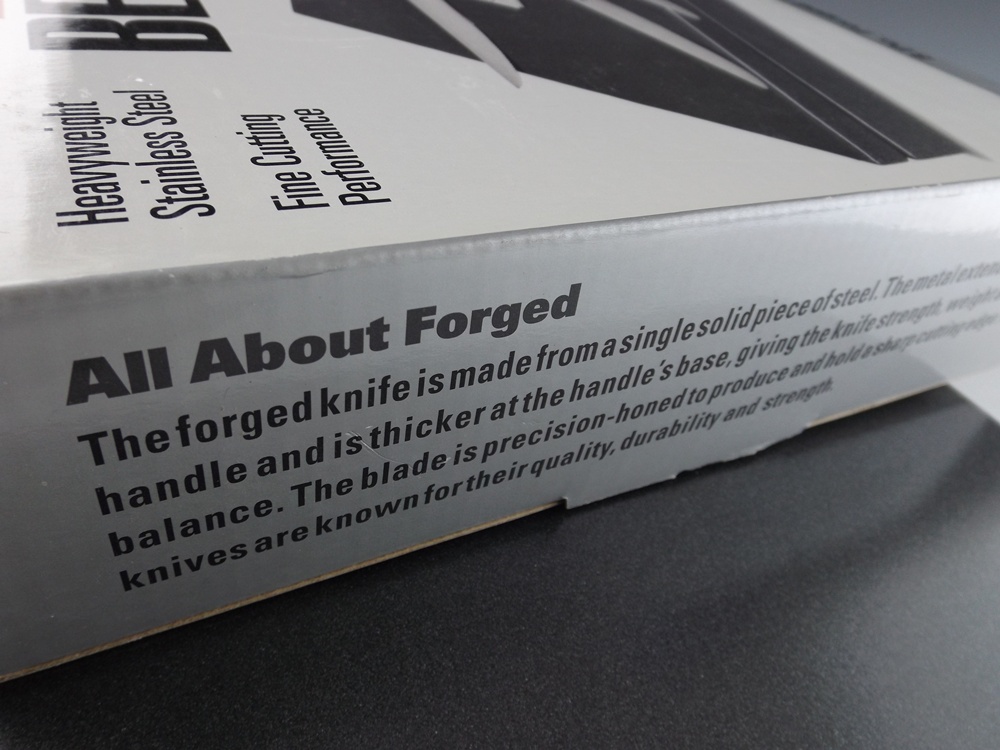 BE
Heavyweight
Stainless Steel
Fine Cutting
Performance
All About Forged
The forged knife is made from a single solid piece of steel. The metal exten
handle and is thicker at the handle's base, giving the knife strength, weight
balance. The blade is precision-honed to produce and hold a sharp cutting edge
knives are known for their quality, durability and strength.